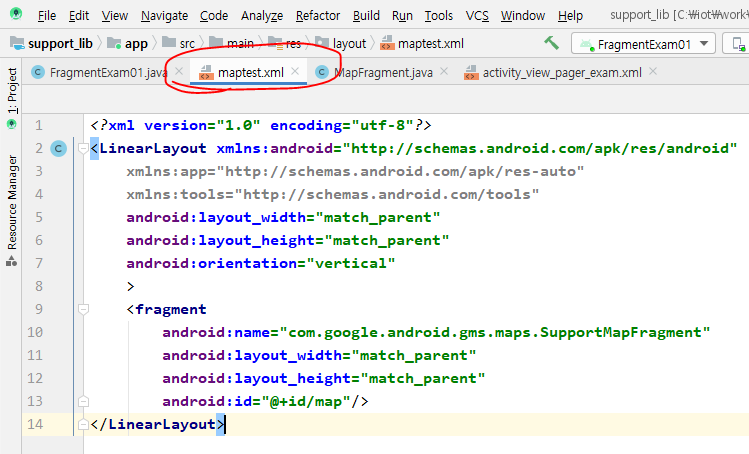 File Edit View Navigate Code Analyze Refactor Build Run Tools VCS Window Help support_lib [C:₩iot₩work₩
support_lib app src main res layout maptest.xml FragmentExam01
FragmentExam01.java maptest.xml MapFragment.java activity_view_pager_exam.xml
1: Project
Resource Manager
1 <?xml version="1.0" encoding="utf-8"?>
2 <LinearLayout xmlns:android="http://schemas.android.com/apk/res/android"
3 xmlns:app="http://schemas.android.com/apk/res-auto"
4 xmlns:tools="http://schemas.android.com/tools"
5 android:layout_width="match_parent"
6 android:layout_height="match_parent"
7 android:orientation="vertical"
8 >
9 <fragment
10 android:name="com.google.android.gms.maps.SupportMapFragment"
11 android:layout_width="match_parent"
12 android:layout_height="match_parent"
13 android:id="@+id/map"/>
14 </LinearLayout>